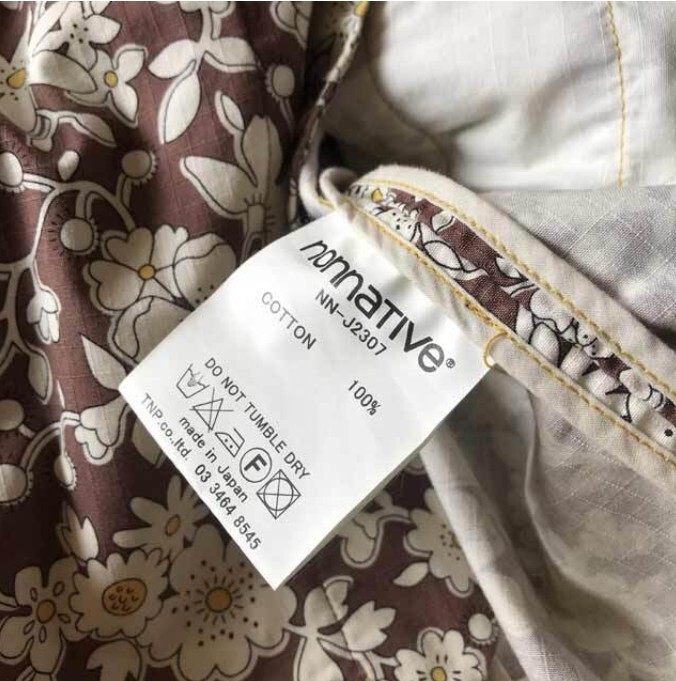 nonnative®
NN-J2307
COTTON 100%
DO NOT TUMBLE DRY
F
made in Japan
TNP.co.,ltd. 03 3464 8545